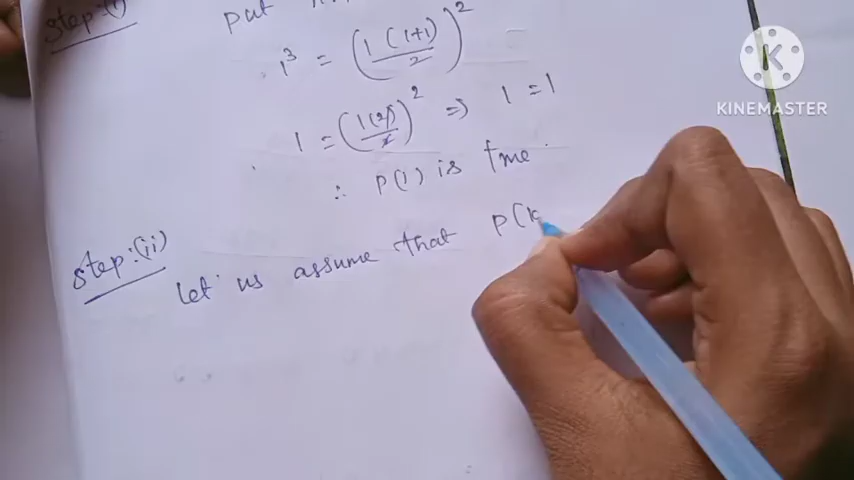 Step:(i) put
1³ = (1(1+1)/2)²
1 = (1(2)/2)² => 1 = 1
∴ P(1) is true.
Step:(ii)
Let us assume that P(k
K
KINEMASTER